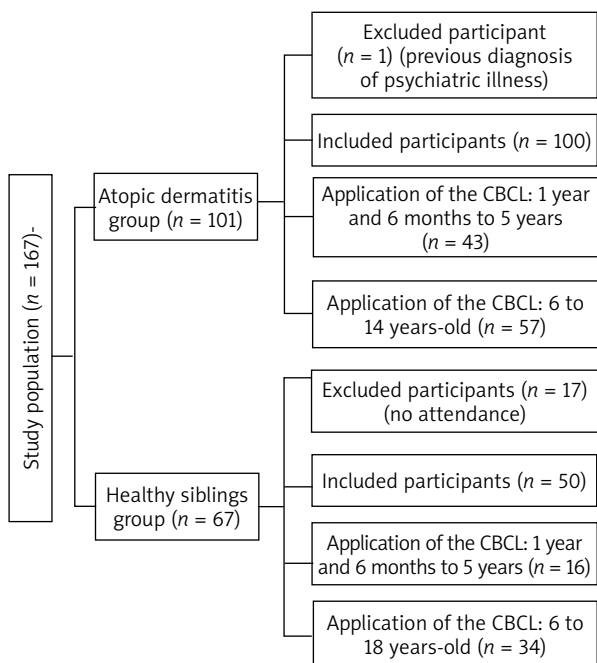 Study population (n = 167)-
Atopic dermatitis
group (n = 101)
Excluded participant
(n = 1) (previous diagnosis
of psychiatric illness)
Included participants (n = 100)
Application of the CBCL: 1 year
and 6 months to 5 years
(n = 43)
Application of the CBCL: 6 to
14 years-old (n = 57)
Healthy siblings
group (n = 67)
Excluded participants (n = 17)
(no attendance)
Included participants (n = 50)
Application of the CBCL: 1 year
and 6 months to 5 years (n = 16)
Application of the CBCL: 6 to
18 years-old (n = 34)